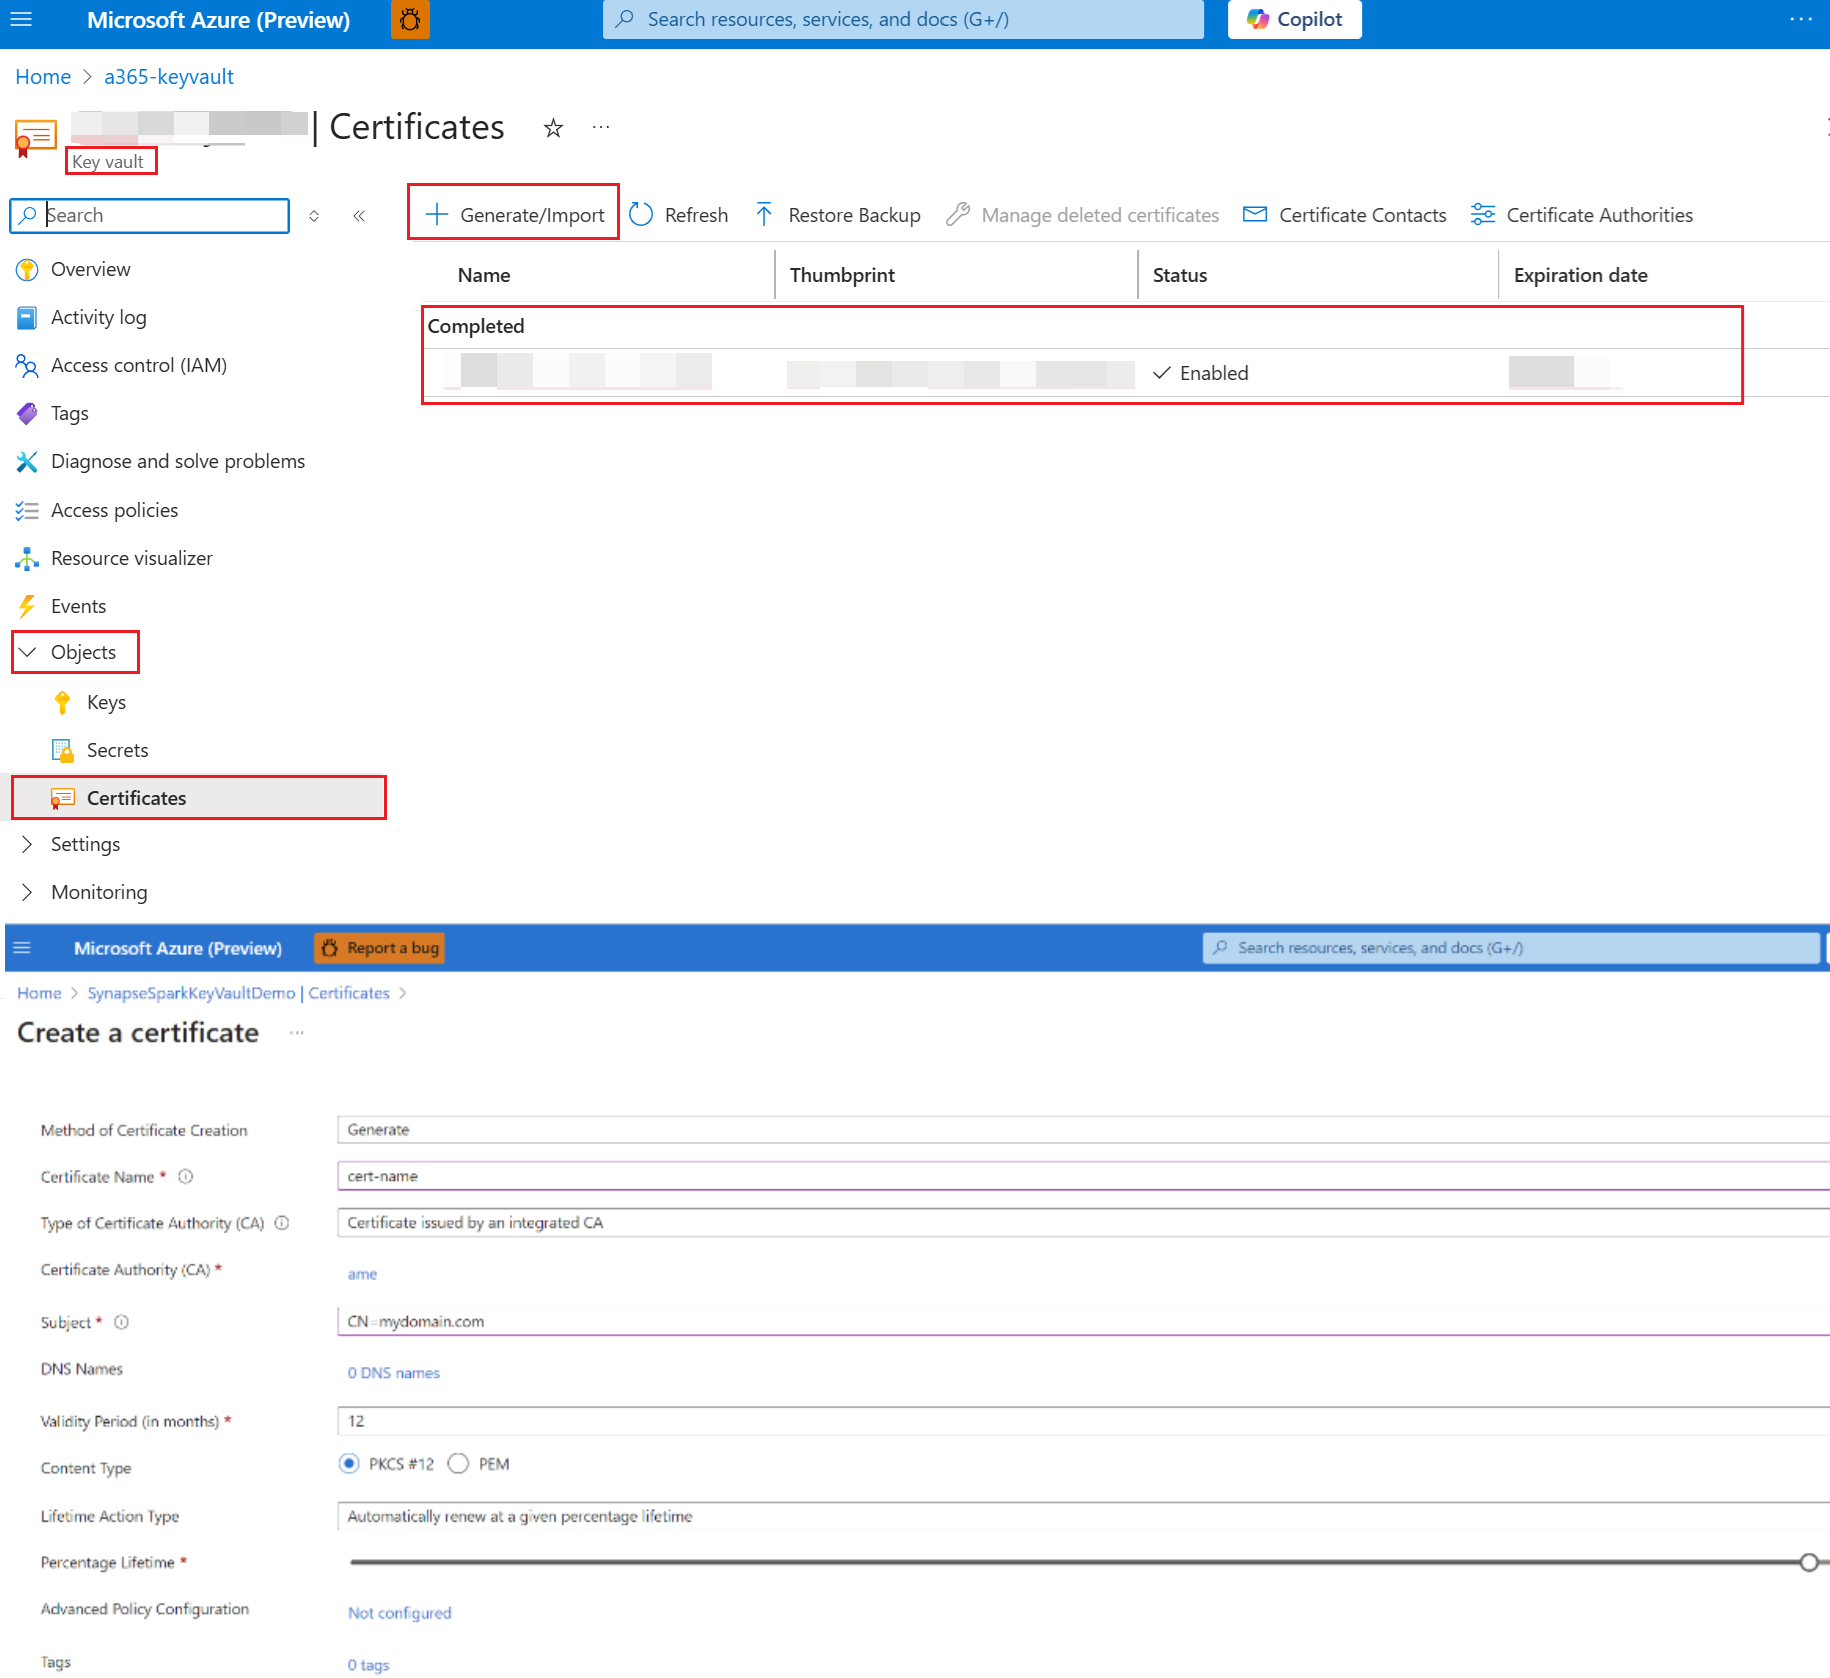 Microsoft Azure (Preview)
Search resources, services, and docs (G+/)
Copilot
Home > a365-keyvault
| Certificates
Key vault
Search
Generate/Import
Refresh
Restore Backup
Manage deleted certificates
Certificate Contacts
Certificate Authorities
Name
Thumbprint
Status
Expiration date
Completed
Enabled
Overview
Activity log
Access control (IAM)
Tags
Diagnose and solve problems
Access policies
Resource visualizer
Events
Objects
Keys
Secrets
Certificates
Settings
Monitoring
Microsoft Azure (Preview)
Report a bug
Search resources, services, and docs (G+/)
Home > SynapseSparkKeyVaultDemo | Certificates >
Create a certificate
Method of Certificate Creation
Generate
Certificate Name *
cert-name
Type of Certificate Authority (CA)
Certificate issued by an integrated CA
Certificate Authority (CA) *
ame
Subject *
CN=mydomain.com
DNS Names
0 DNS names
Validity Period (in months) *
12
Content Type
PKCS #12
PEM
Lifetime Action Type
Automatically renew at a given percentage lifetime
Percentage Lifetime *
Advanced Policy Configuration
Not configured
Tags
0 tags